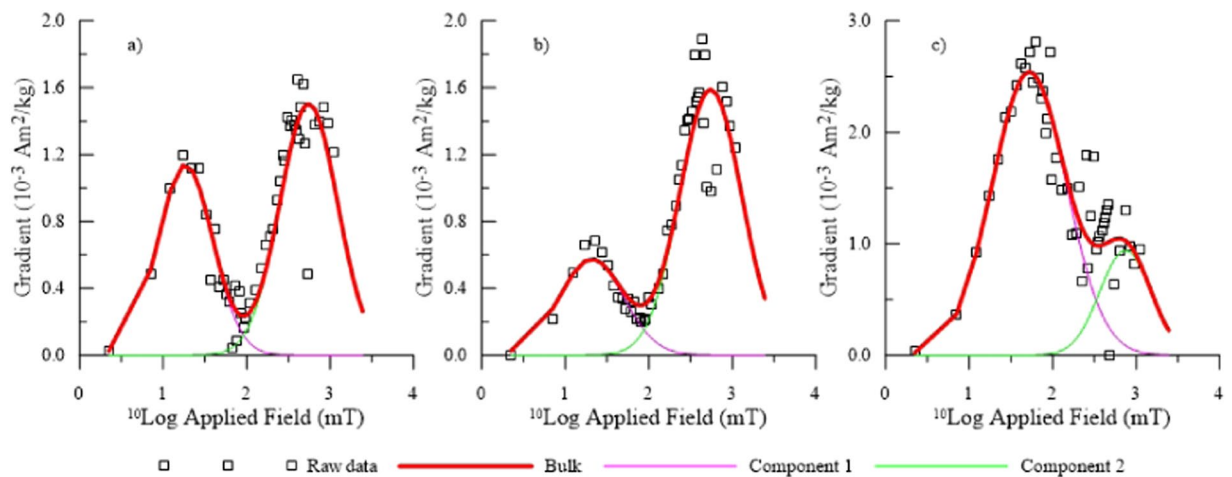 a)
2.0
1.6
1.2
0.8
0.4
0.0
Gradient (10-3 Am2/kg)
0 1 2 3 4
10Log Applied Field (mT)
b)
2.0
1.6
1.2
0.8
0.4
0.0
Gradient (10-3 Am2/kg)
0 1 2 3 4
10Log Applied Field (mT)
c)
3.0
2.0
1.0
0.0
Gradient (10-3 Am2/kg)
0 1 2 3 4
10Log Applied Field (mT)
Raw data Bulk Component 1 Component 2